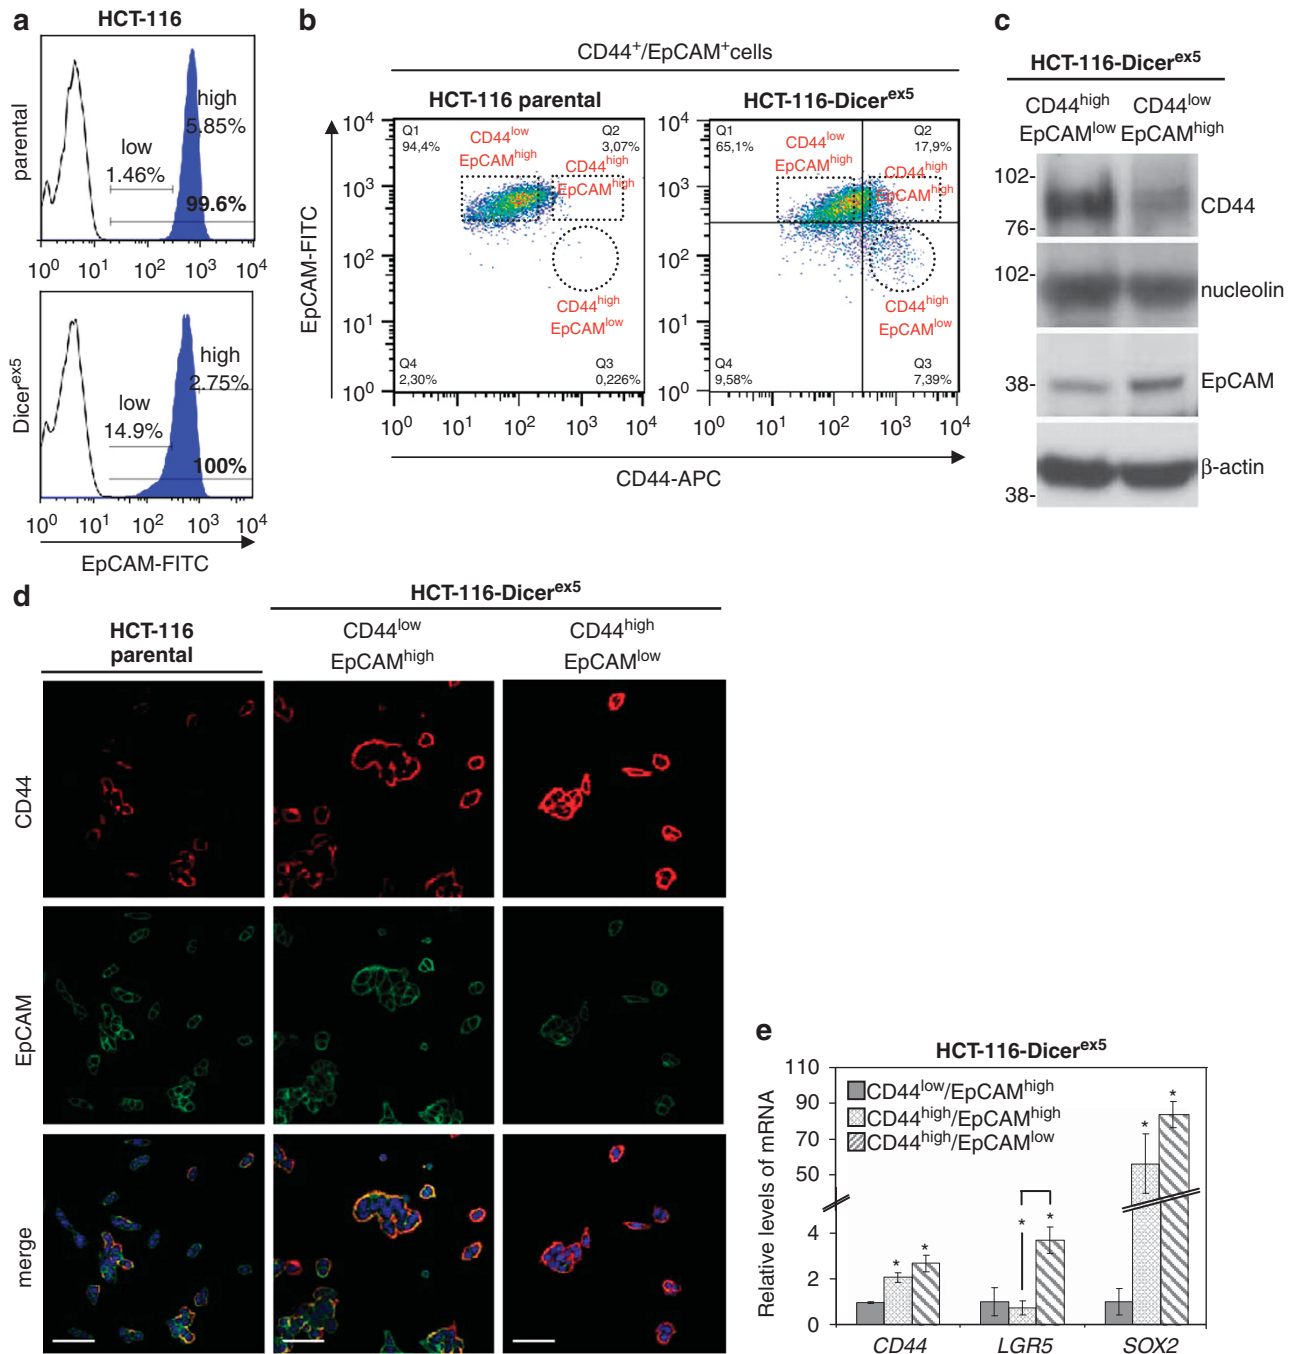 a
HCT-116
parental
high
5.85%
low
1.46%
99.6%
10⁰ 10¹ 10² 10³ 10⁴
Dicerᵉˣ⁵
high
2.75%
low
14.9%
100%
10⁰ 10¹ 10² 10³ 10⁴
EpCAM-FITC
b
CD44⁺/EpCAM⁺cells
HCT-116 parental
HCT-116-Dicerᵉˣ⁵
EpCAM-FITC
10⁴
10³
10²
10¹
10⁰
Q1
94,4%
CD44ˡᵒʷ
EpCAMʰⁱᵍʰ
Q2
3,07%
CD44ʰⁱᵍʰ
EpCAMʰⁱᵍʰ
CD44ʰⁱᵍʰ
EpCAMˡᵒʷ
Q4
2,30%
Q3
0,226%
10⁰ 10¹ 10² 10³ 10⁴
10⁴
10³
10²
10¹
10⁰
Q1
65,1%
CD44ˡᵒʷ
EpCAMʰⁱᵍʰ
Q2
17,9%
CD44ʰⁱᵍʰ
EpCAMʰⁱᵍʰ
CD44ʰⁱᵍʰ
EpCAMˡᵒʷ
Q4
9,58%
Q3
7,39%
10⁰ 10¹ 10² 10³ 10⁴
CD44-APC
c
HCT-116-Dicerᵉˣ⁵
CD44ʰⁱᵍʰ CD44ˡᵒʷ
EpCAMˡᵒʷ EpCAMʰⁱᵍʰ
102-
76-
CD44
102-
nucleolin
38-
EpCAM
β-actin
38-
d
HCT-116-Dicerᵉˣ⁵
HCT-116
parental
CD44ˡᵒʷ
EpCAMʰⁱᵍʰ
CD44ʰⁱᵍʰ
EpCAMˡᵒʷ
CD44
EpCAM
merge
e
HCT-116-Dicerᵉˣ⁵
Relative levels of mRNA
110
90
70
50
4
2
0
CD44ˡᵒʷ/EpCAMʰⁱᵍʰ
CD44ʰⁱᵍʰ/EpCAMʰⁱᵍʰ
CD44ʰⁱᵍʰ/EpCAMˡᵒʷ
* * * * * *
CD44 LGR5 SOX2